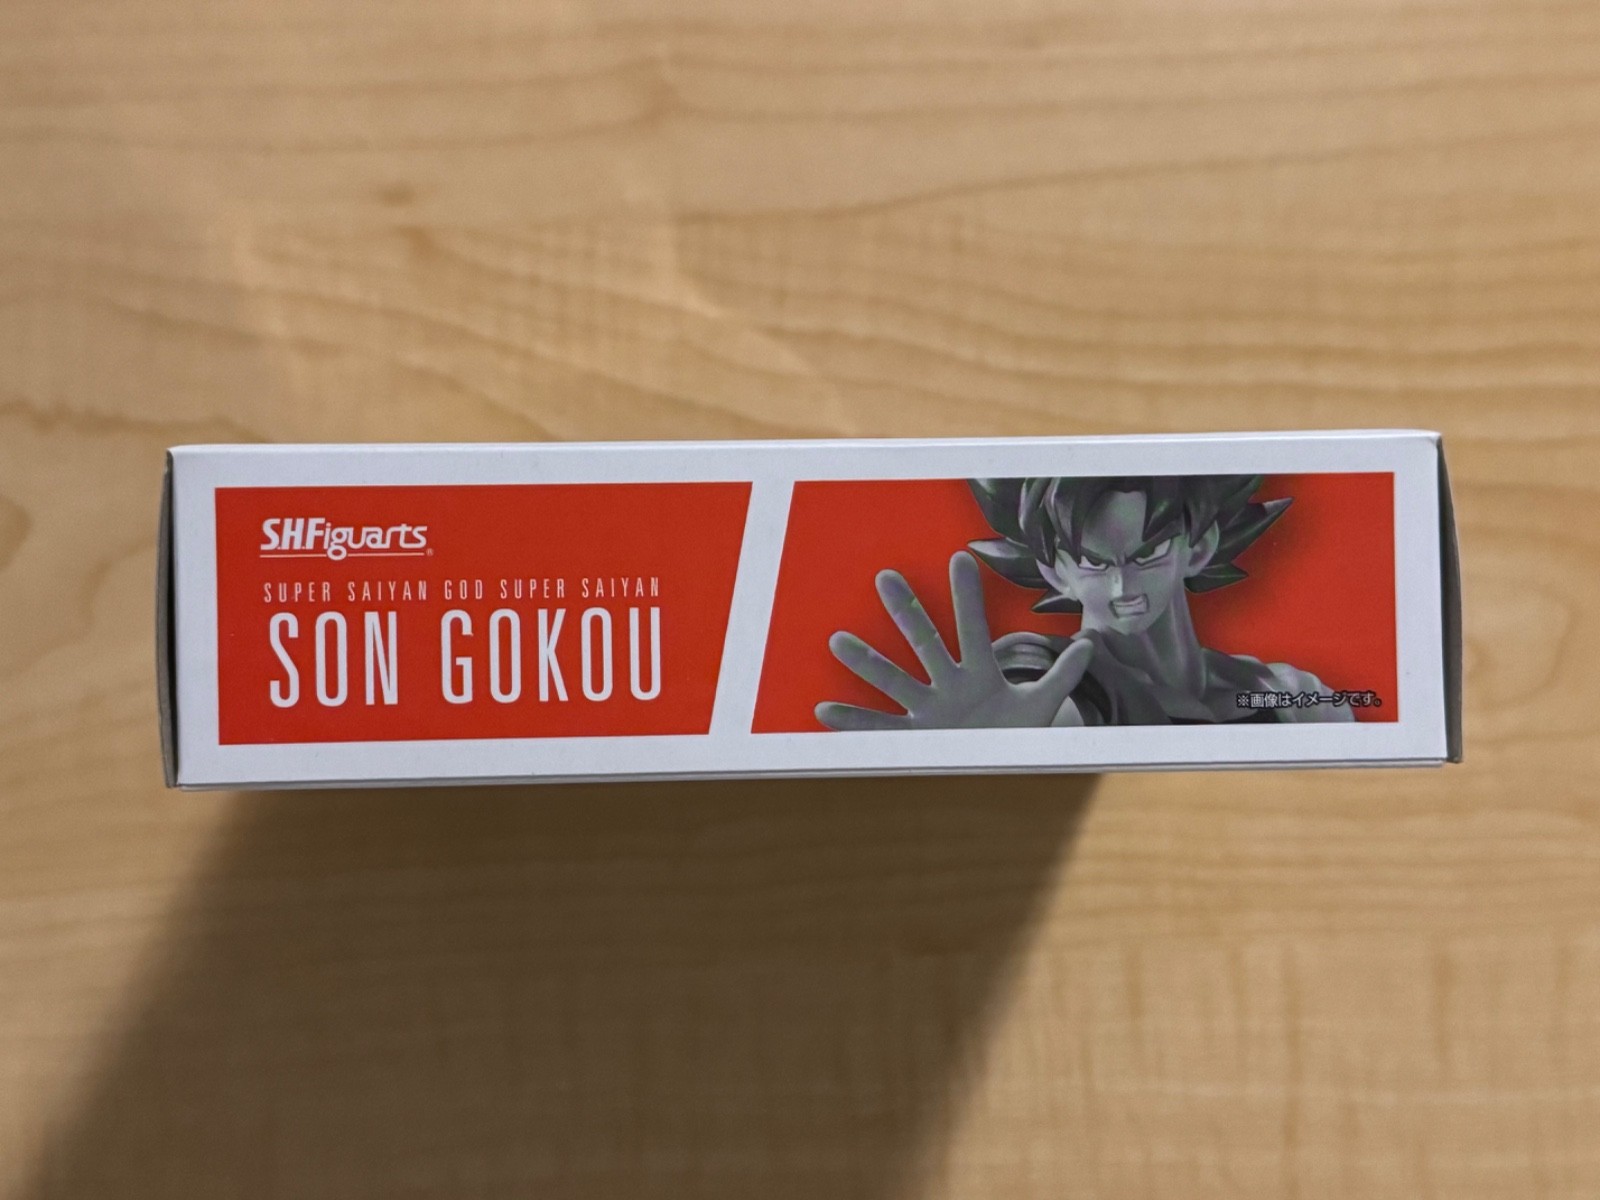 S.H.Figuarts®
SUPER SAIYAN GOD SUPER SAIYAN
SON GOKOU
※画像はイメージです。